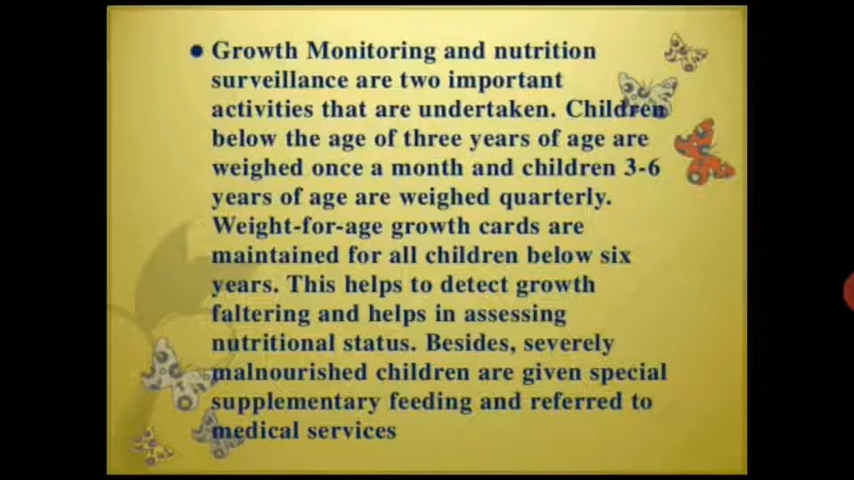 • Growth Monitoring and nutrition
surveillance are two important
activities that are undertaken. Children
below the age of three years of age are
weighed once a month and children 3-6
years of age are weighed quarterly.
Weight-for-age growth cards are
maintained for all children below six
years. This helps to detect growth
faltering and helps in assessing
nutritional status. Besides, severely
malnourished children are given special
supplementary feeding and referred to
medical services